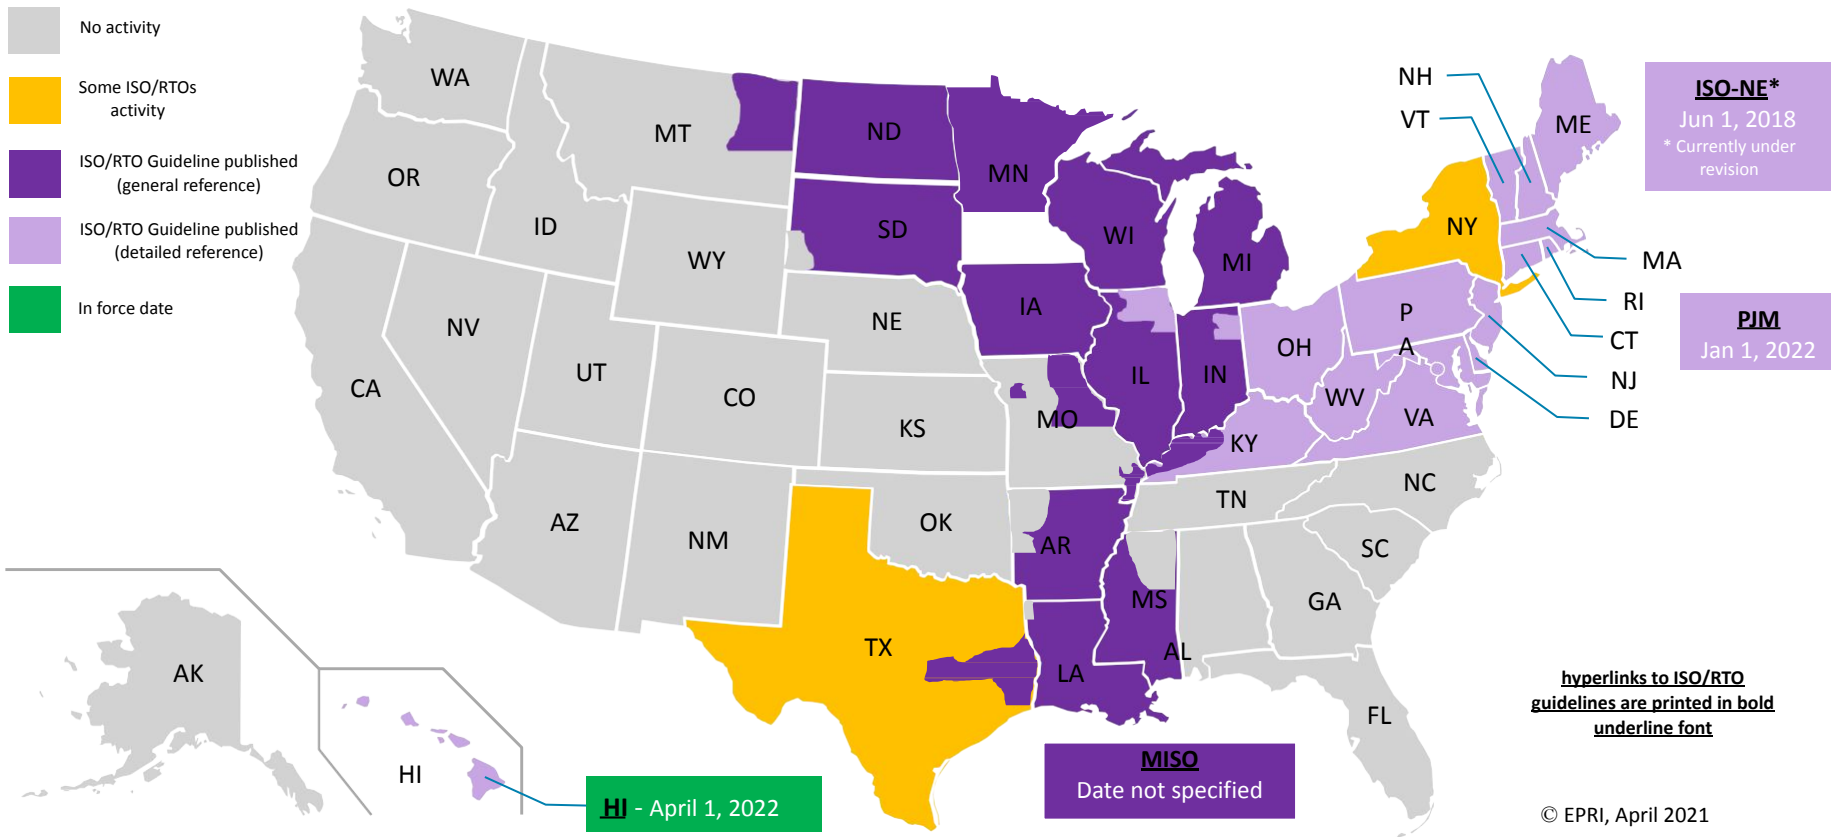 No activity
Some ISO/RTOs
activity
ISO/RTO Guideline published
(general reference)
ISO/RTO Guideline published
(detailed reference)
In force date
WA
OR
CA
NV
ID
MT
WY
UT
AZ
CO
NM
ND
SD
NE
KS
OK
TX
MN
IA
MO
AR
LA
WI
IL
MI
IN
OH
KY
TN
MS
AL
GA
FL
SC
NC
VA
WV
P
A
NY
ME
NH
VT
MA
RI
CT
NJ
DE
AK
HI
ISO-NE*
Jun 1, 2018
* Currently under
revision
PJM
Jan 1, 2022
MISO
Date not specified
HI - April 1, 2022
hyperlinks to ISO/RTO
guidelines are printed in bold
underline font
© EPRI, April 2021